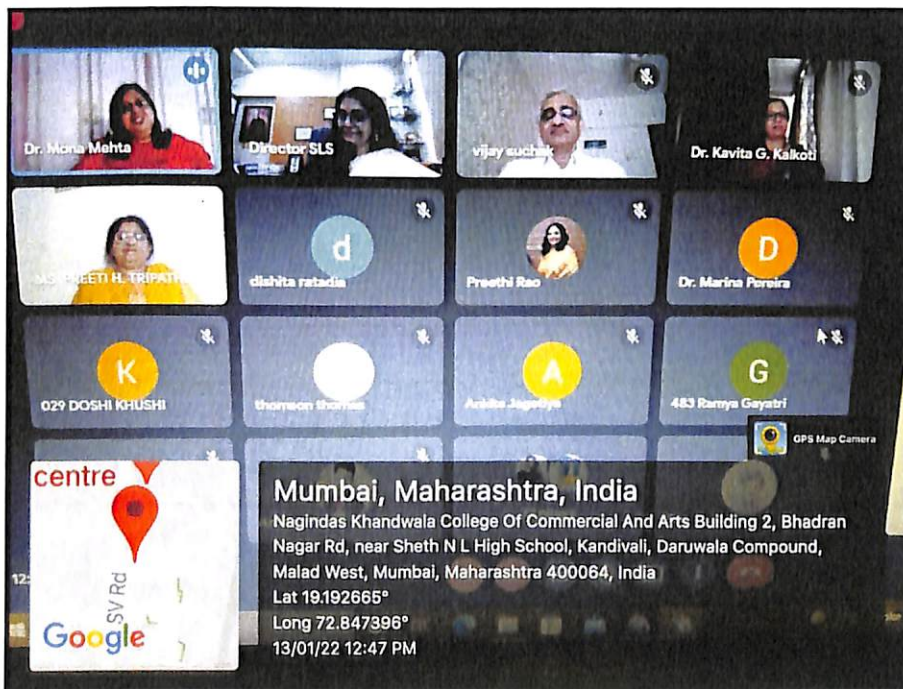 Dr. Mona Mehta
Director SLS
vijay suchak
Dr. Kavita G. Kalkoti
MS. PREETI H. TRIPATHI
d
dishita ratadia
Preethi Rao
D
Dr. Marina Pereira
K
029 DOSHI KHUSHI
thomson thomas
A
Ankita
G
483 Ramya Gayatri
GPS Map Camera
centre
SV Rd
Google
12:
Mumbai, Maharashtra, India
Nagindas Khandwala College Of Commercial And Arts Building 2, Bhadran
Nagar Rd, near Sheth N L High School, Kandivali, Daruwala Compound,
Malad West, Mumbai, Maharashtra 400064, India
Lat 19.192665°
Long 72.847396°
13/01/22 12:47 PM